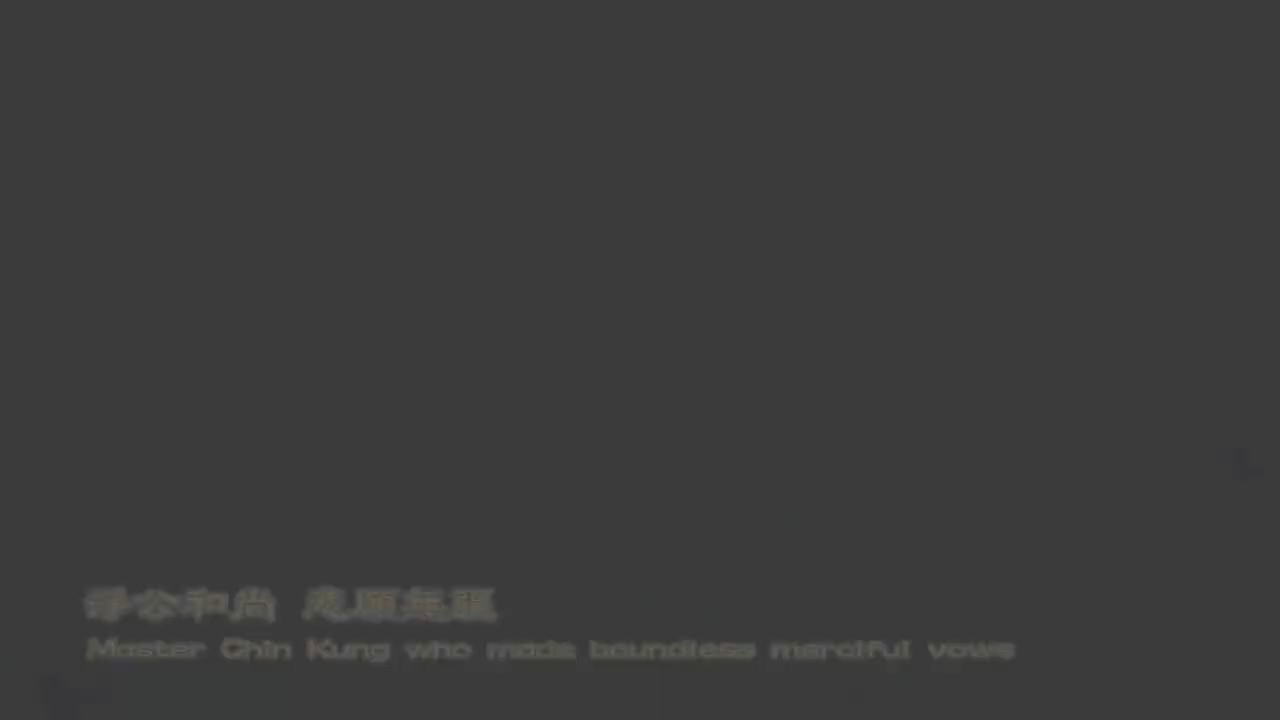 淨公和尚 悲願無疆
Master Chin Kung who made boundless merciful vows